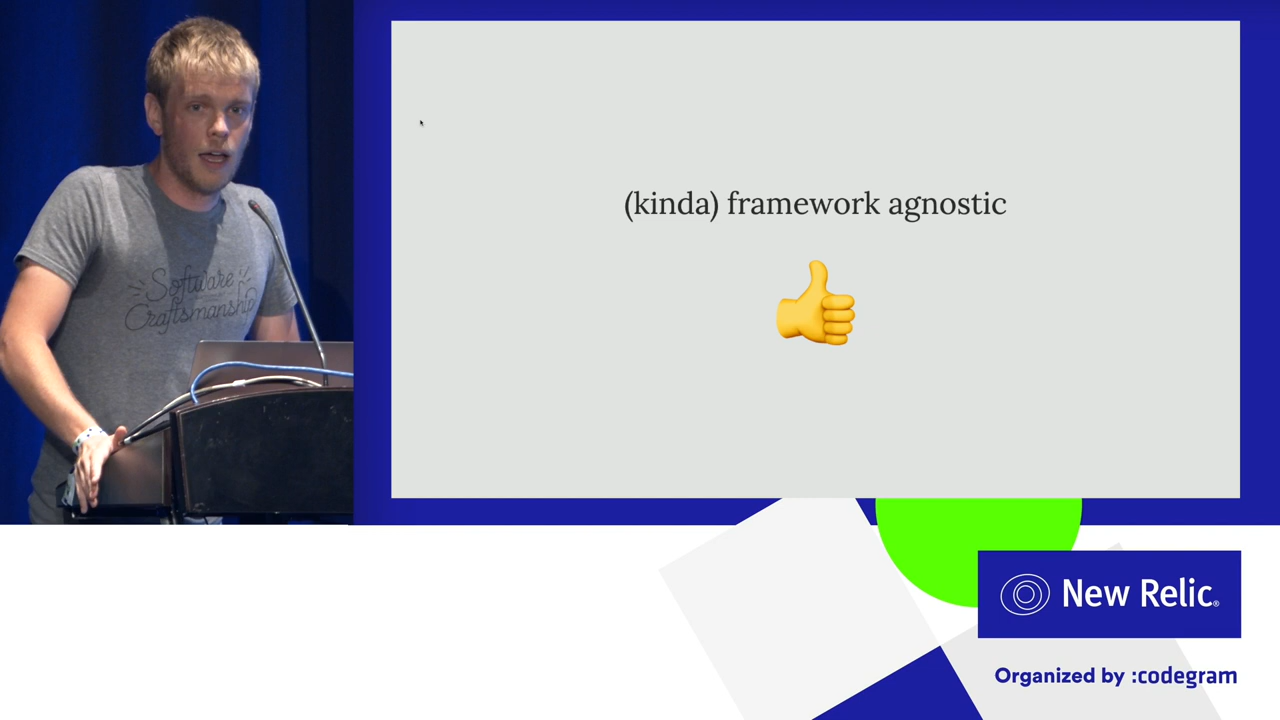 (kinda) framework agnostic
Software
Craftsmanship
New Relic®
Organized by :codegram